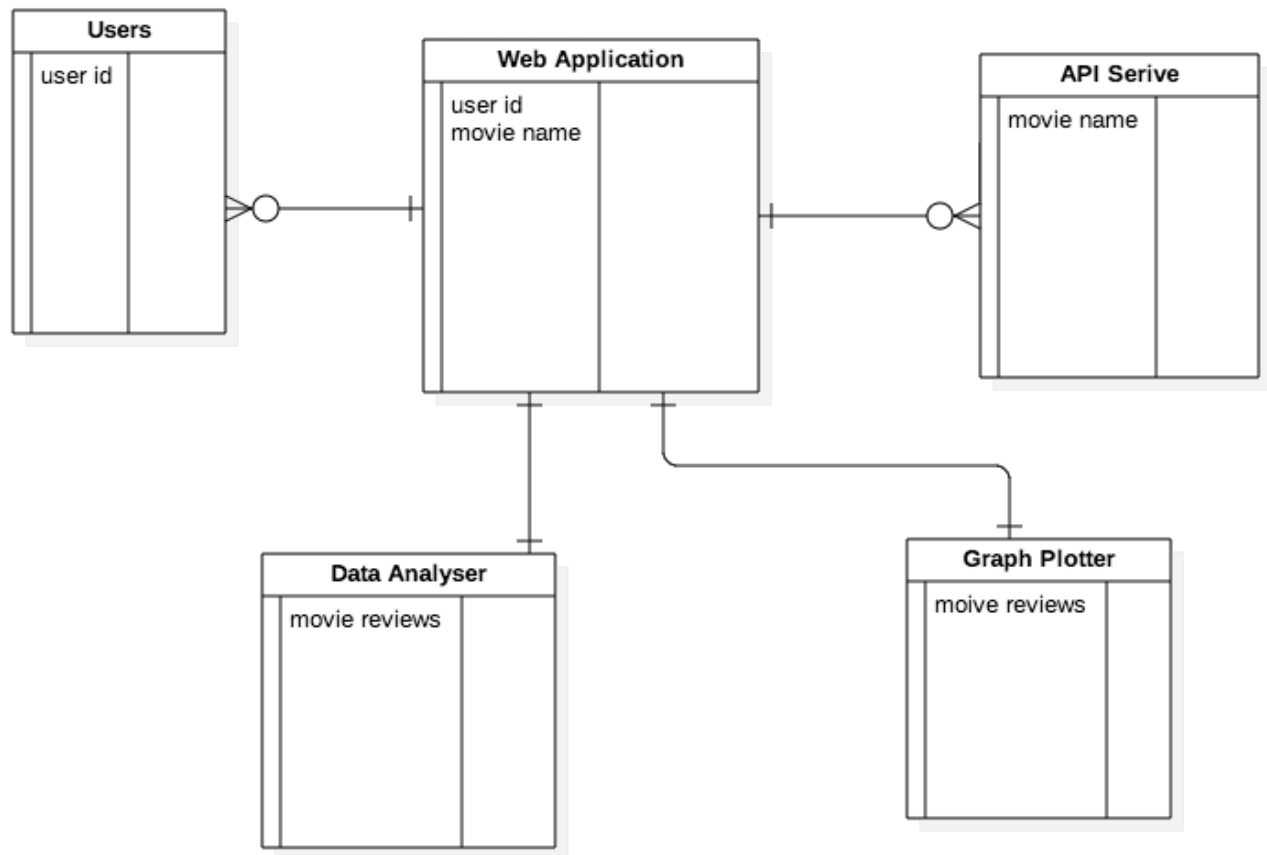 Users
user id
Web Application
user id
movie name
API Serive
movie name
Data Analyser
movie reviews
Graph Plotter
moive reviews